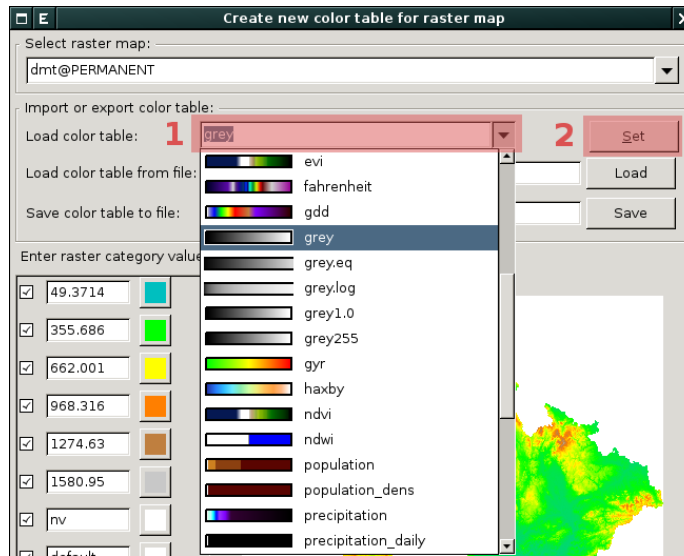 Create new color table for raster map
Select raster map:
dmt@PERMANENT
Import or export color table:
Load color table:
1
grey
2
Set
Load color table from file:
Load
Save color table to file:
Save
evi
fahrenheit
gdd
grey
grey.eq
grey.log
grey1.0
grey255
gyr
haxby
ndvi
ndwi
population
population_dens
precipitation
precipitation_daily
Enter raster category value
49.3714
355.686
662.001
968.316
1274.63
1580.95
nv
default